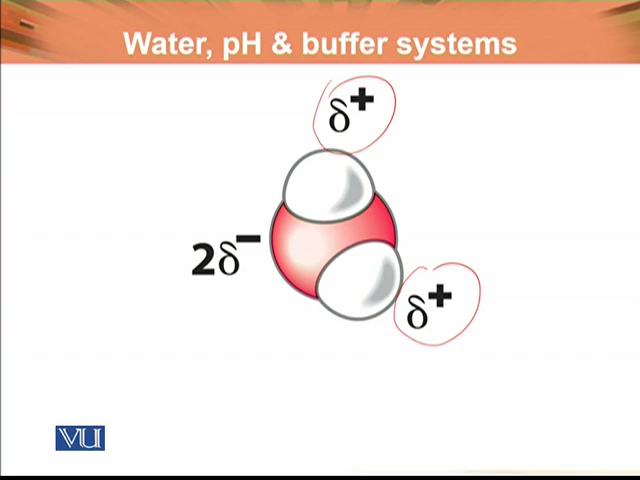 Water, pH & buffer systems
δ+
2δ−
δ+
VU